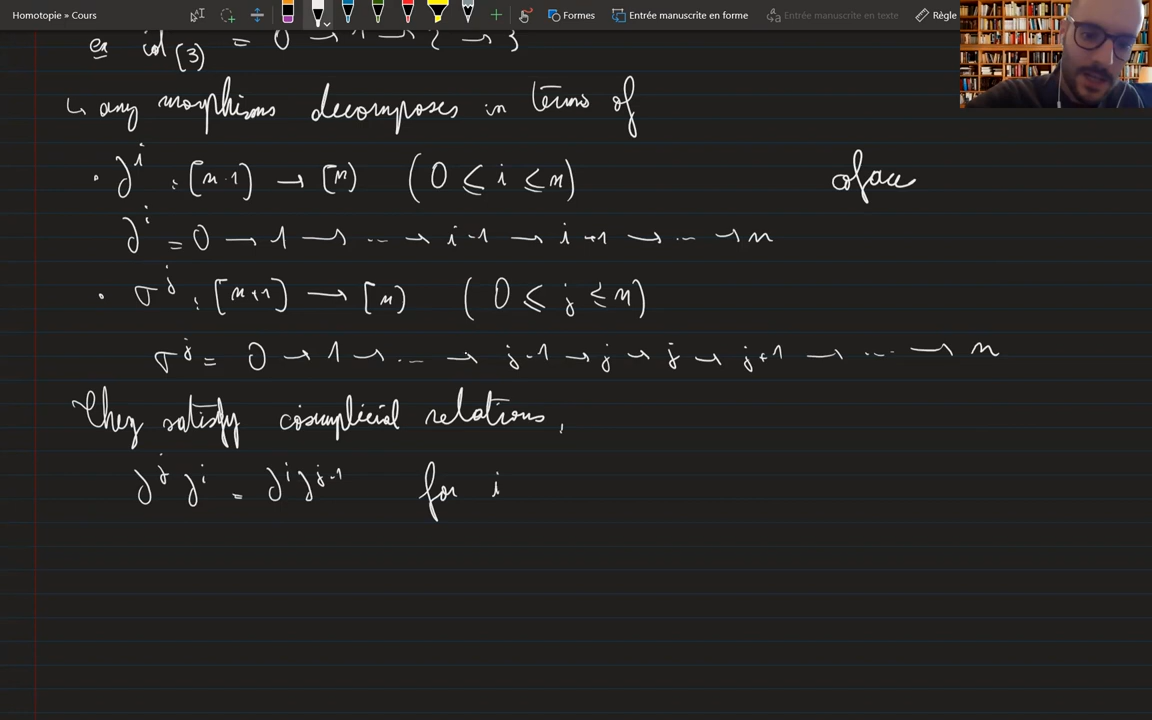 Homotopie » Cours
Formes
Entrée manuscrite en forme
Entrée manuscrite en texte
Règle
ex id[3] = 0 → 1 → 2 → 3
↳ any morphisms decomposes in terms of
• ∂^i : [n-1] → [n] (0 ≤ i ≤ n) oface
∂^i = 0 → 1 → ... → i-1 → i+1 → ... → n
• σ^j : [n+1] → [n] (0 ≤ j ≤ n)
σ^j = 0 → 1 → ... → j-1 → j → j → j+1 → ... → n
They satisfy cosimplicial relations,
∂^j ∂^i = ∂^i ∂^j-1 for i